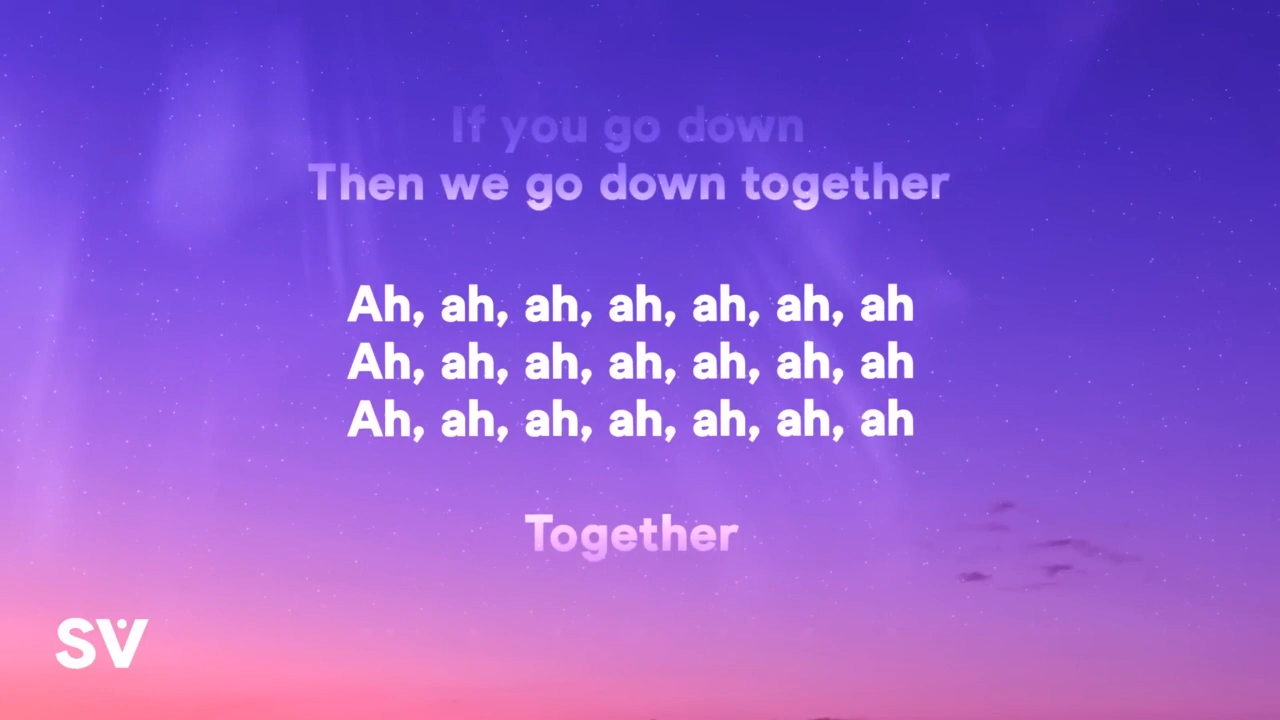 If you go down
Then we go down together
Ah, ah, ah, ah, ah, ah, ah
Ah, ah, ah, ah, ah, ah, ah
Ah, ah, ah, ah, ah, ah, ah
Together
SV